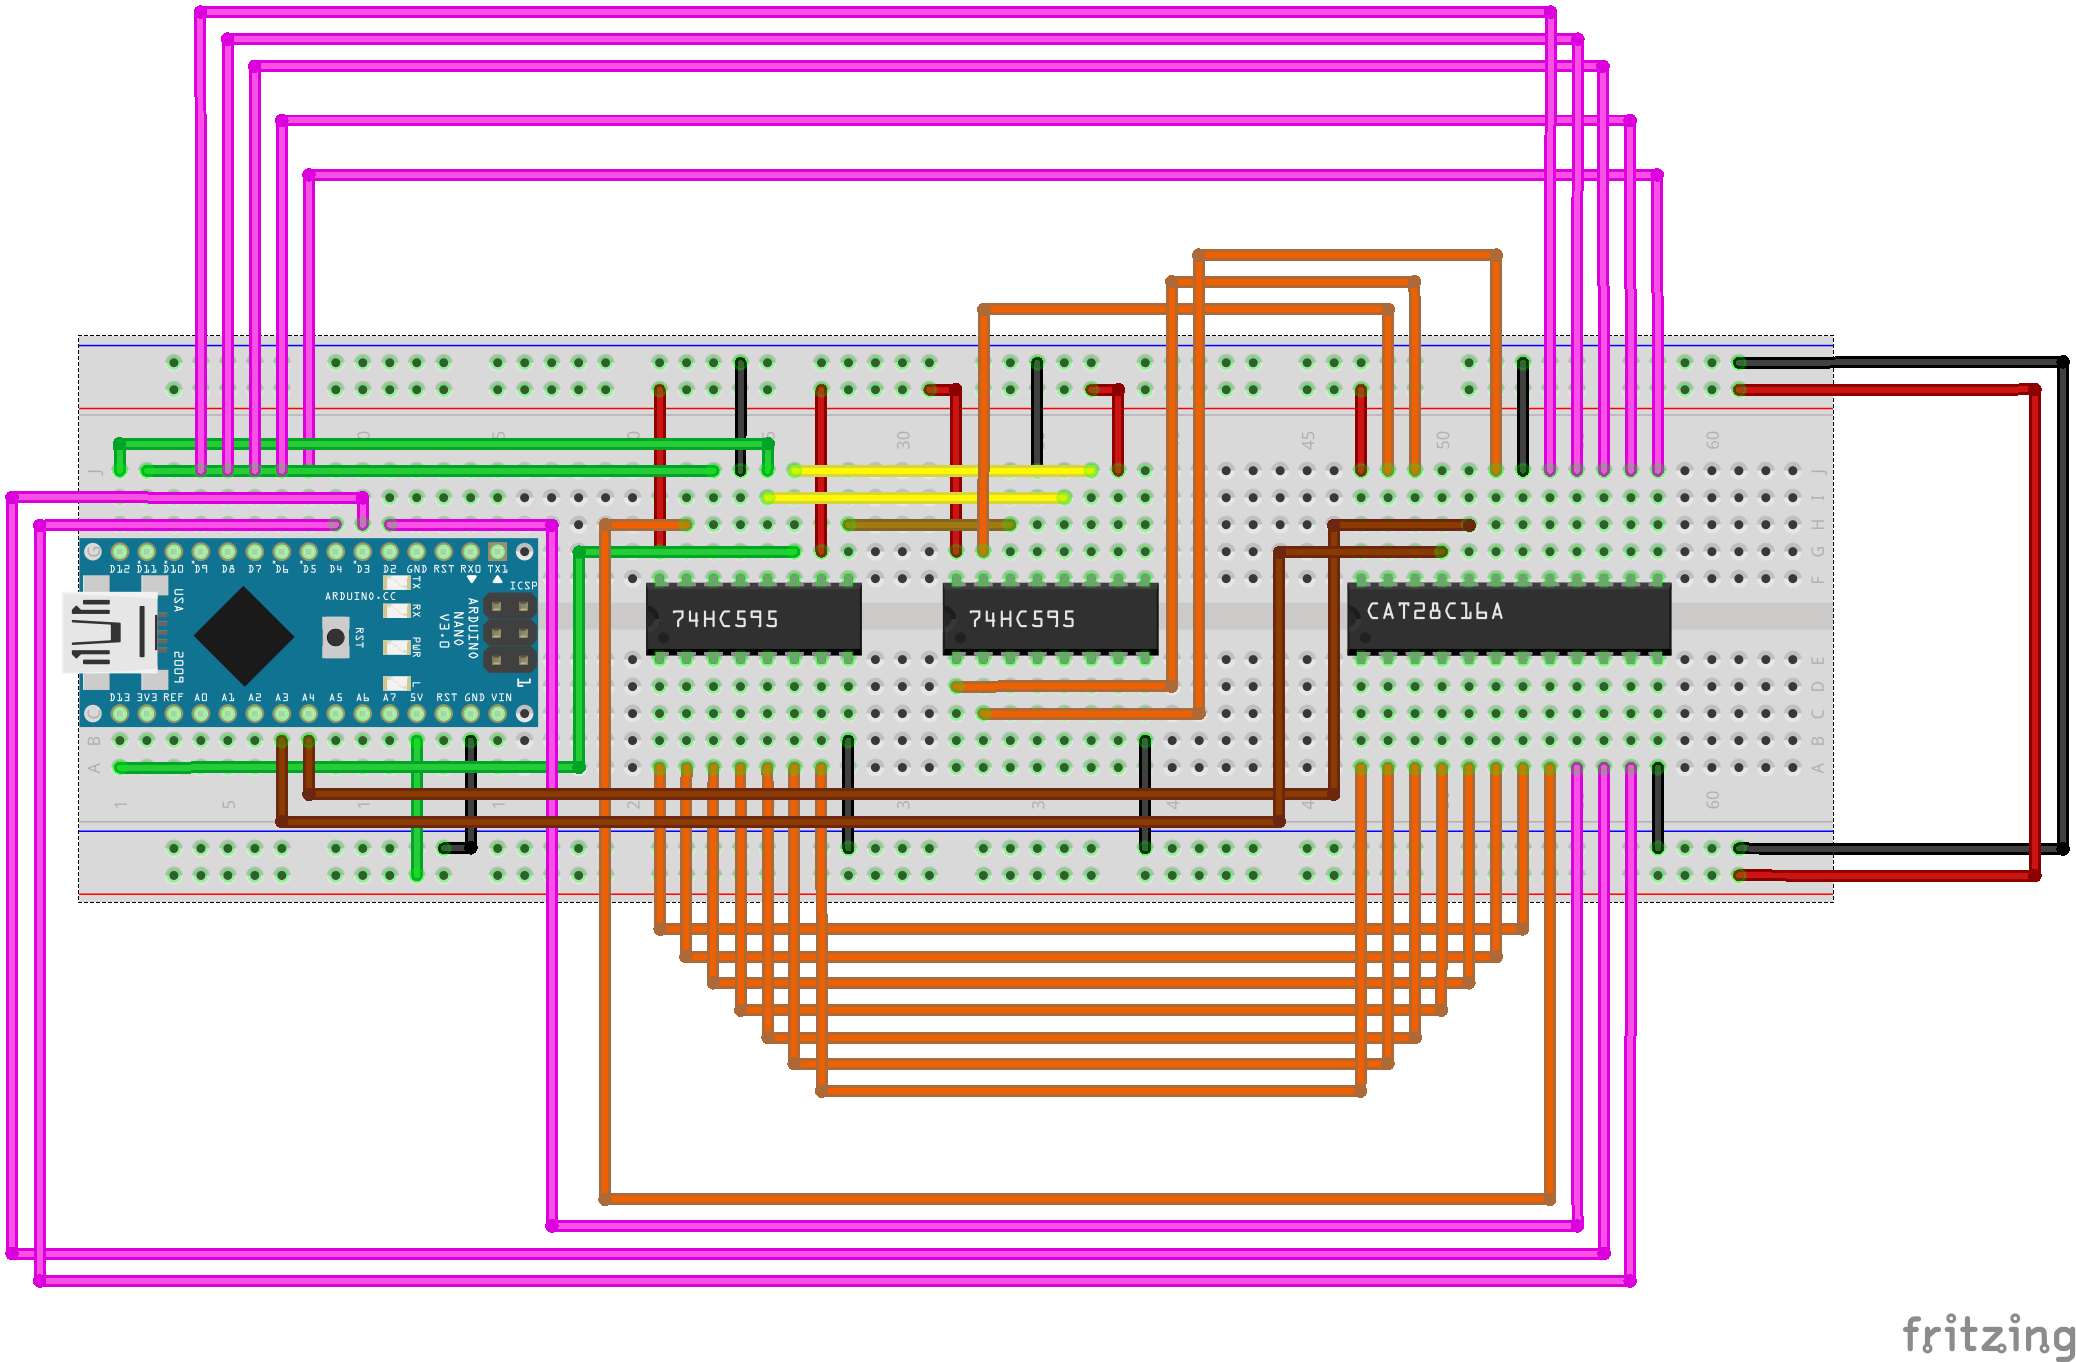 30
45
50
60
J
J
I
H
G
F
D12 D11 D10 D9 D8 D7 D6 D5 D4 D3 D2 GND RST RX0 TX1
ICSP
ARDUINO.CC
TX
RX
PWR
L
USA
2009
RST
ARDUINO
NANO
V3.0
1
74HC595
74HC595
CAT28C16A
D13 3V3 REF A0 A1 A2 A3 A4 A5 A6 A7 5V RST GND VIN
G
C
B
A
E
D
C
B
A
1
5
60
fritzing